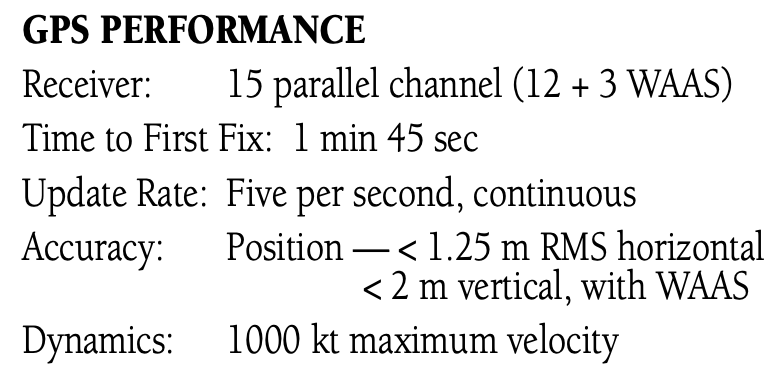 GPS PERFORMANCE
Receiver: 15 parallel channel (12 + 3 WAAS)
Time to First Fix: 1 min 45 sec
Update Rate: Five per second, continuous
Accuracy: Position — < 1.25 m RMS horizontal
< 2 m vertical, with WAAS
Dynamics: 1000 kt maximum velocity